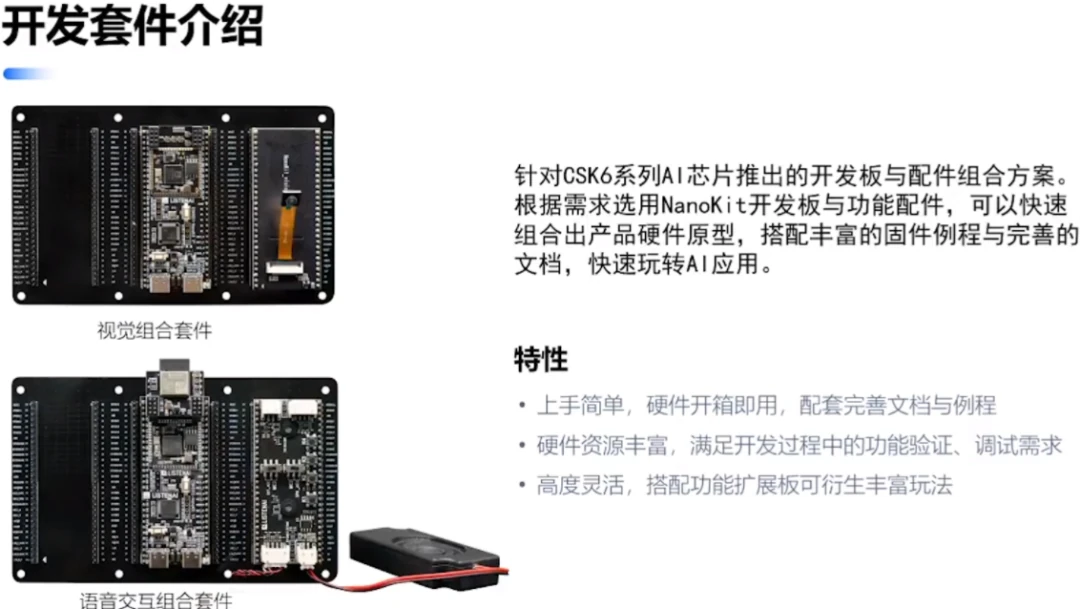 开发套件介绍
针对CSK6系列AI芯片推出的开发板与配件组合方案。
根据需求选用NanoKit开发板与功能配件，可以快速
组合出产品硬件原型，搭配丰富的固件例程与完善的
文档，快速玩转AI应用。
视觉组合套件
特性
• 上手简单，硬件开箱即用，配套完善文档与例程
• 硬件资源丰富，满足开发过程中的功能验证、调试需求
• 高度灵活，搭配功能扩展板可衍生丰富玩法
LISTENAI
LISTENAI
LISTENAI
语音交互组合套件